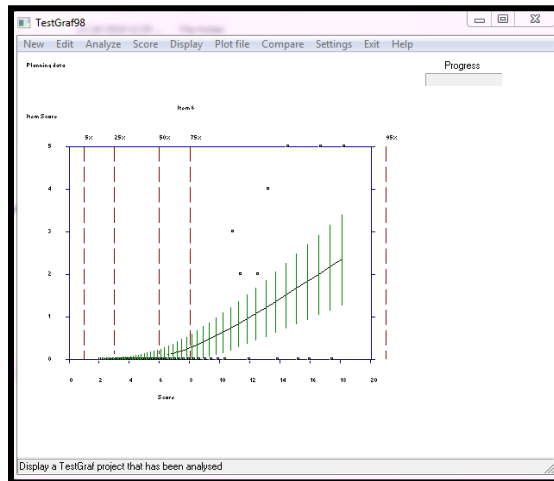 TestGraf98
New Edit Analyze Score Display Plot file Compare Settings Exit Help
Planning data
Progress
Item 6
Item Score
5% 25% 50% 75% 95%
5
4
3
2
1
0
0 2 4 6 8 10 12 14 16 18 20
Score
Display a TestGraf project that has been analysed